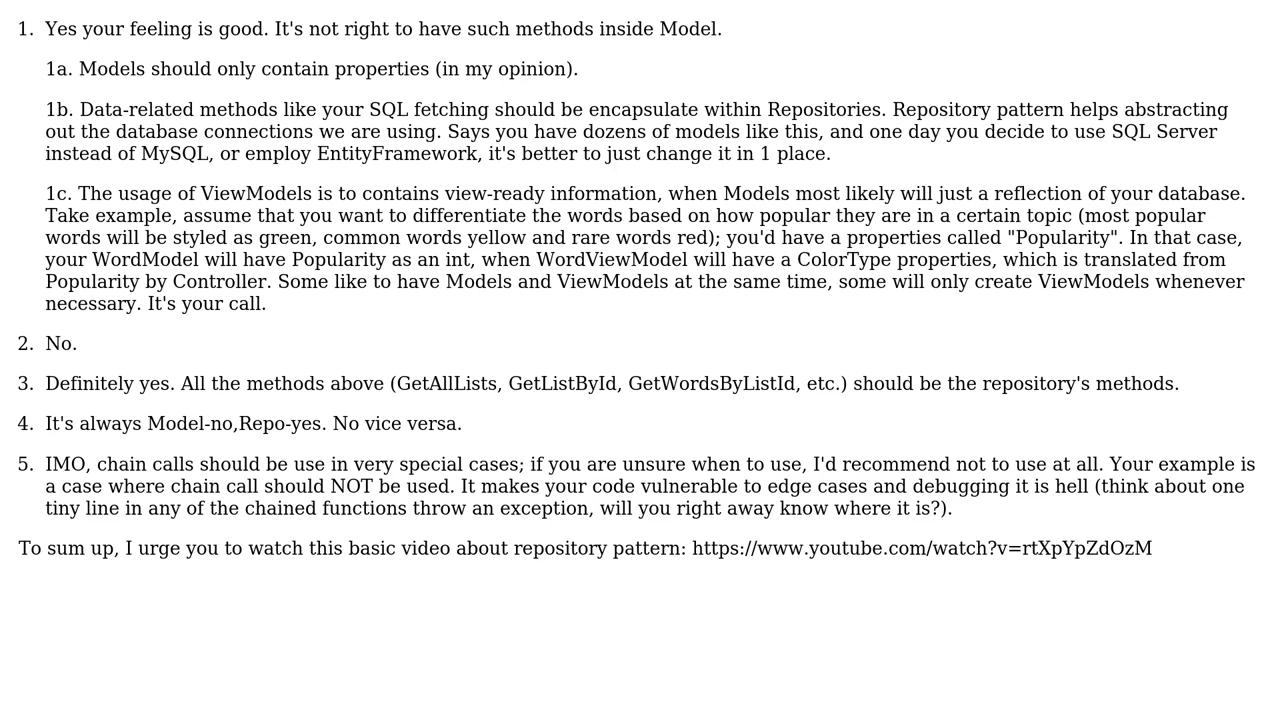 1. Yes your feeling is good. It's not right to have such methods inside Model.
1a. Models should only contain properties (in my opinion).
1b. Data-related methods like your SQL fetching should be encapsulate within Repositories. Repository pattern helps abstracting
out the database connections we are using. Says you have dozens of models like this, and one day you decide to use SQL Server
instead of MySQL, or employ EntityFramework, it's better to just change it in 1 place.
1c. The usage of ViewModels is to contains view-ready information, when Models most likely will just a reflection of your database.
Take example, assume that you want to differentiate the words based on how popular they are in a certain topic (most popular
words will be styled as green, common words yellow and rare words red); you'd have a properties called "Popularity". In that case,
your WordModel will have Popularity as an int, when WordViewModel will have a ColorType properties, which is translated from
Popularity by Controller. Some like to have Models and ViewModels at the same time, some will only create ViewModels whenever
necessary. It's your call.
2. No.
3. Definitely yes. All the methods above (GetAllLists, GetListById, GetWordsByListId, etc.) should be the repository's methods.
4. It's always Model-no,Repo-yes. No vice versa.
5. IMO, chain calls should be use in very special cases; if you are unsure when to use, I'd recommend not to use at all. Your example is
a case where chain call should NOT be used. It makes your code vulnerable to edge cases and debugging it is hell (think about one
tiny line in any of the chained functions throw an exception, will you right away know where it is?).
To sum up, I urge you to watch this basic video about repository pattern: https://www.youtube.com/watch?v=rtXpYpZdOzM